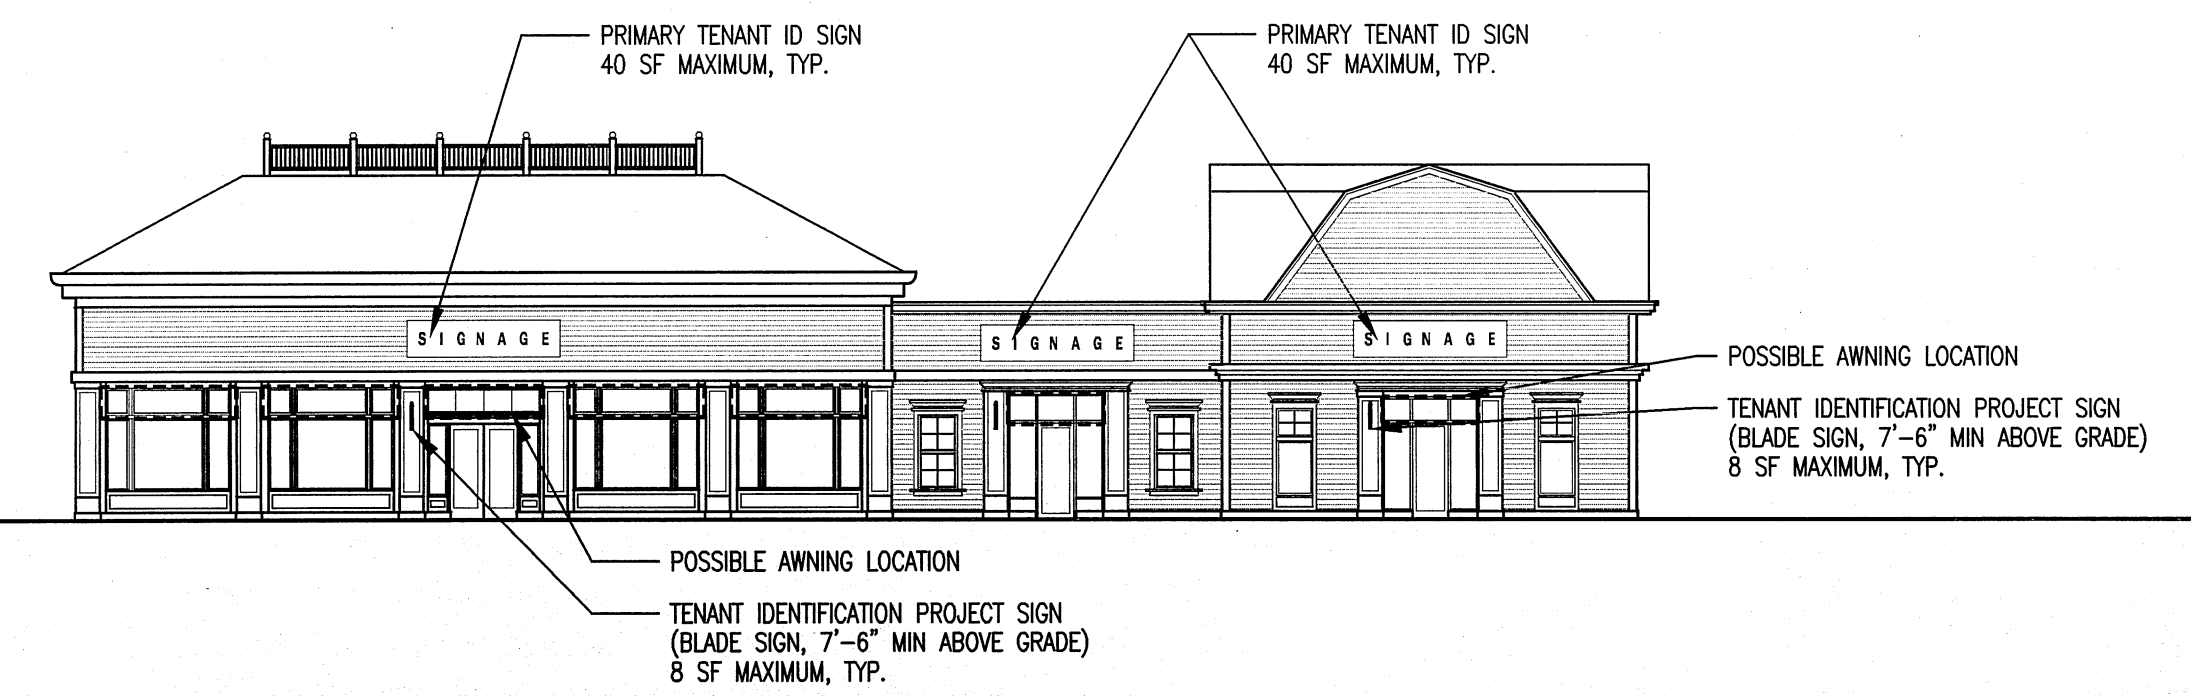 PRIMARY TENANT ID SIGN
40 SF MAXIMUM, TYP.
PRIMARY TENANT ID SIGN
40 SF MAXIMUM, TYP.
SIGNAGE
SIGNAGE
SIGNAGE
POSSIBLE AWNING LOCATION
TENANT IDENTIFICATION PROJECT SIGN
(BLADE SIGN, 7'-6" MIN ABOVE GRADE)
8 SF MAXIMUM, TYP.
POSSIBLE AWNING LOCATION
TENANT IDENTIFICATION PROJECT SIGN
(BLADE SIGN, 7'-6" MIN ABOVE GRADE)
8 SF MAXIMUM, TYP.